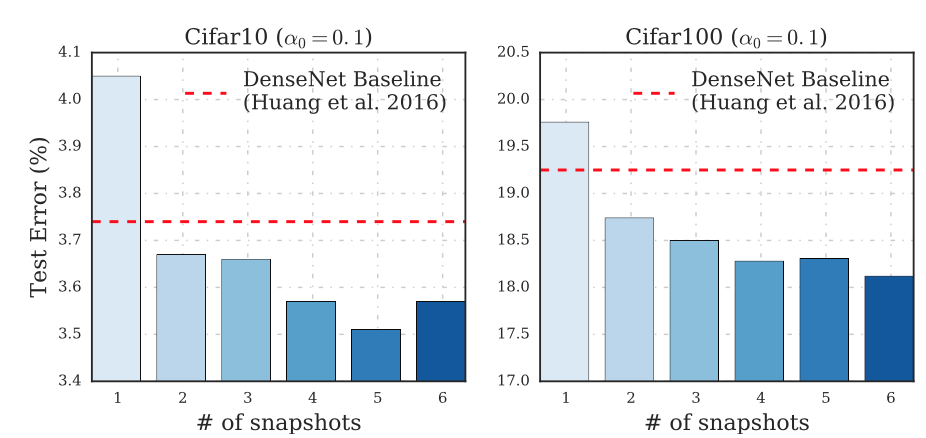 Cifar10 (α₀ = 0.1)
4.1
4.0
3.9
3.8
3.7
3.6
3.5
3.4
Test Error (%)
DenseNet Baseline
(Huang et al. 2016)
1 2 3 4 5 6
# of snapshots
Cifar100 (α₀ = 0.1)
20.5
20.0
19.5
19.0
18.5
18.0
17.5
17.0
DenseNet Baseline
(Huang et al. 2016)
1 2 3 4 5 6
# of snapshots